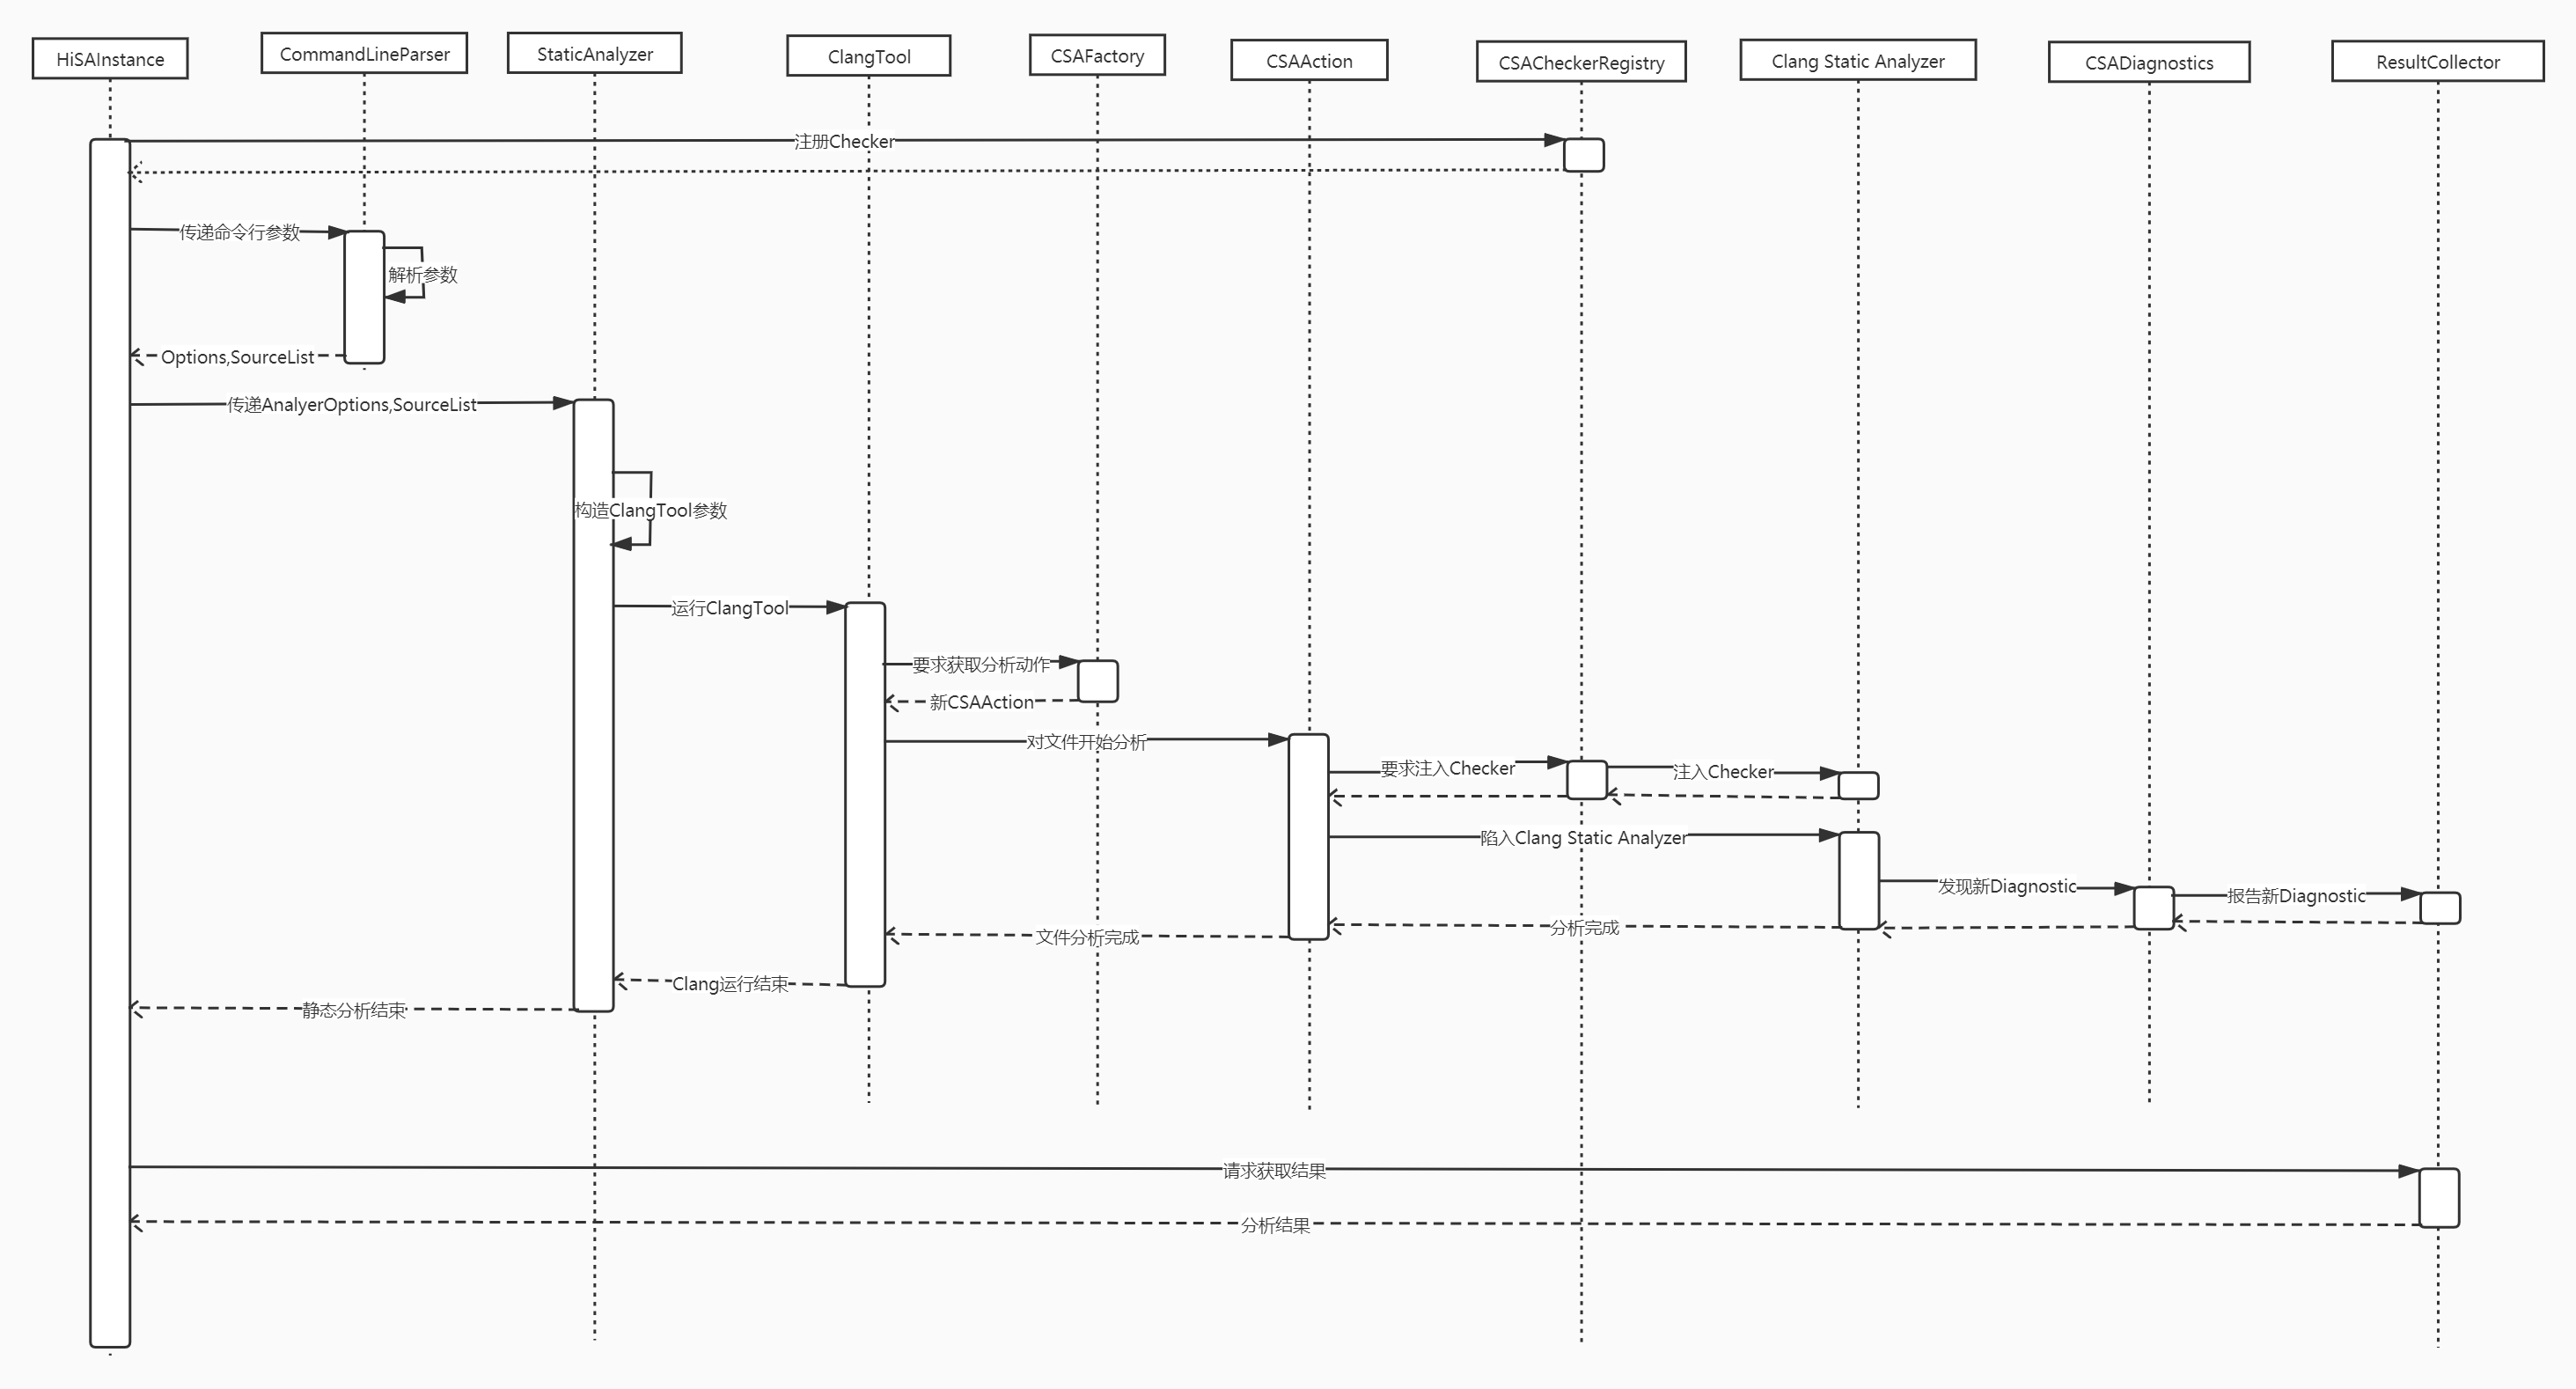 HiSAInstance
CommandLineParser
StaticAnalyzer
ClangTool
CSAFactory
CSAAction
CSACheckerRegistry
Clang Static Analyzer
CSADiagnostics
ResultCollector
注册Checker
传递命令行参数
解析参数
Options,SourceList
传递AnalyerOptions,SourceList
构造ClangTool参数
运行ClangTool
要求获取分析动作
新CSAAction
对文件开始分析
要求注入Checker
注入Checker
陷入Clang Static Analyzer
发现新Diagnostic
报告新Diagnostic
分析完成
文件分析完成
Clang运行结束
静态分析结束
请求获取结果
分析结果